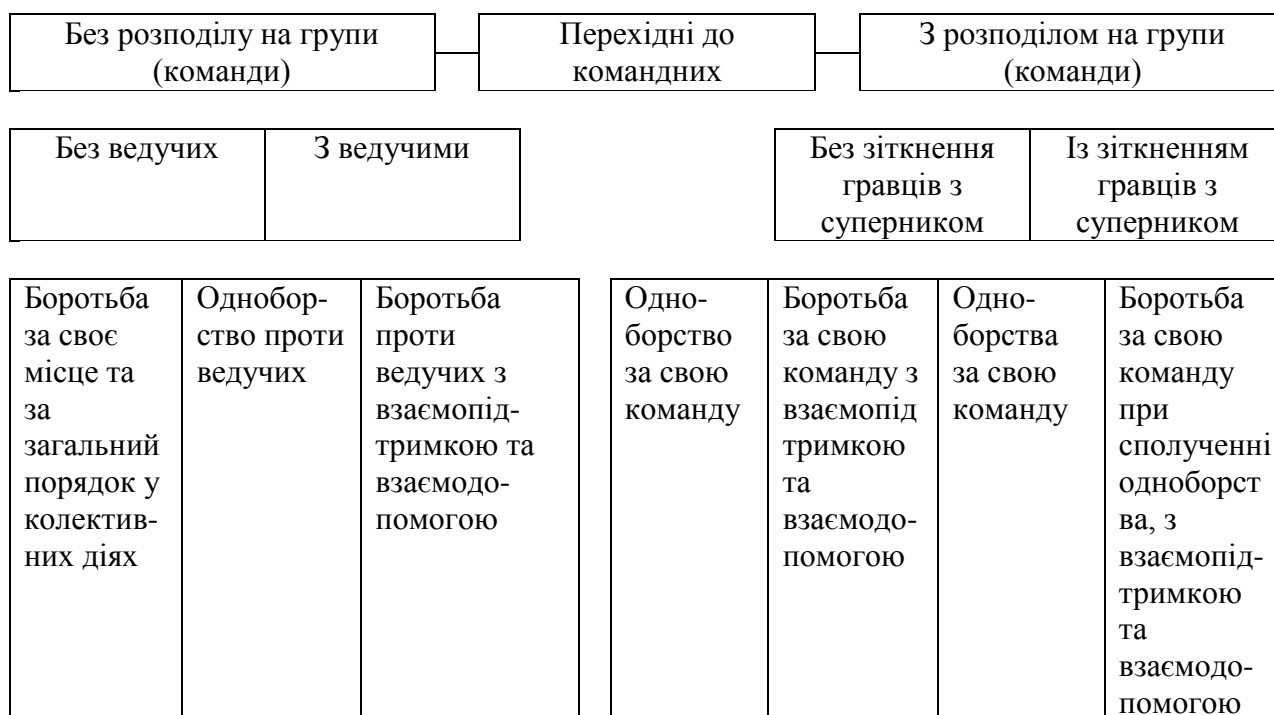 Без розподілу на групи
(команди)
Перехідні до
командних
З розподілом на групи
(команди)
Без ведучих
З ведучими
Без зіткнення
гравців з
суперником
Із зіткненням
гравців з
суперником
Боротьба
за своє
місце та
за
загальний
порядок у
колектив-
них діях
Однобор-
ство проти
ведучих
Боротьба
проти
ведучих з
взаємопід-
тримкою та
взаємодо-
помогою
Одно-
борство
за свою
команду
Боротьба
за свою
команду з
взаємопід
тримкою
та
взаємодо-
помогою
Одно-
борства
за свою
команду
Боротьба
за свою
команду
при
сполученні
одноборст
ва, з
взаємопід-
тримкою
та
взаємодо-
помогою